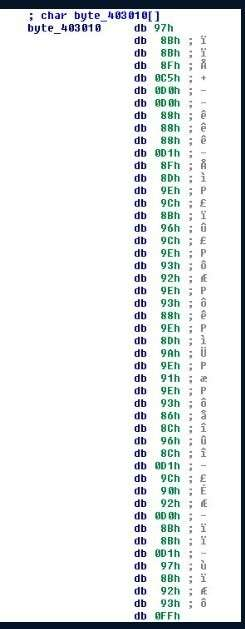 ; char byte_403010[]
byte_403010 db 97h
db 8Bh ; ï
db 8Bh ; ï
db 8Fh ; Å
db 0C5h ; +
db 0D0h ; -
db 0D0h ; -
db 88h ; ê
db 88h ; ê
db 88h ; ê
db 0D1h ; -
db 8Fh ; Å
db 8Dh ; ì
db 9Eh ; P
db 9Ch ; £
db 8Bh ; ï
db 96h ; û
db 9Ch ; £
db 9Eh ; P
db 93h ; ô
db 92h ; Æ
db 9Eh ; P
db 93h ; ô
db 88h ; ê
db 9Eh ; P
db 8Dh ; ì
db 9Ah ; Ü
db 9Eh ; P
db 91h ; æ
db 9Eh ; P
db 93h ; ô
db 86h ; å
db 8Ch ; î
db 96h ; û
db 8Ch ; î
db 0D1h ; -
db 9Ch ; £
db 90h ; É
db 92h ; Æ
db 0D0h ; -
db 8Bh ; ï
db 8Bh ; ï
db 0D1h ; -
db 97h ; ù
db 8Bh ; ï
db 92h ; Æ
db 93h ; ô
db 0FFh